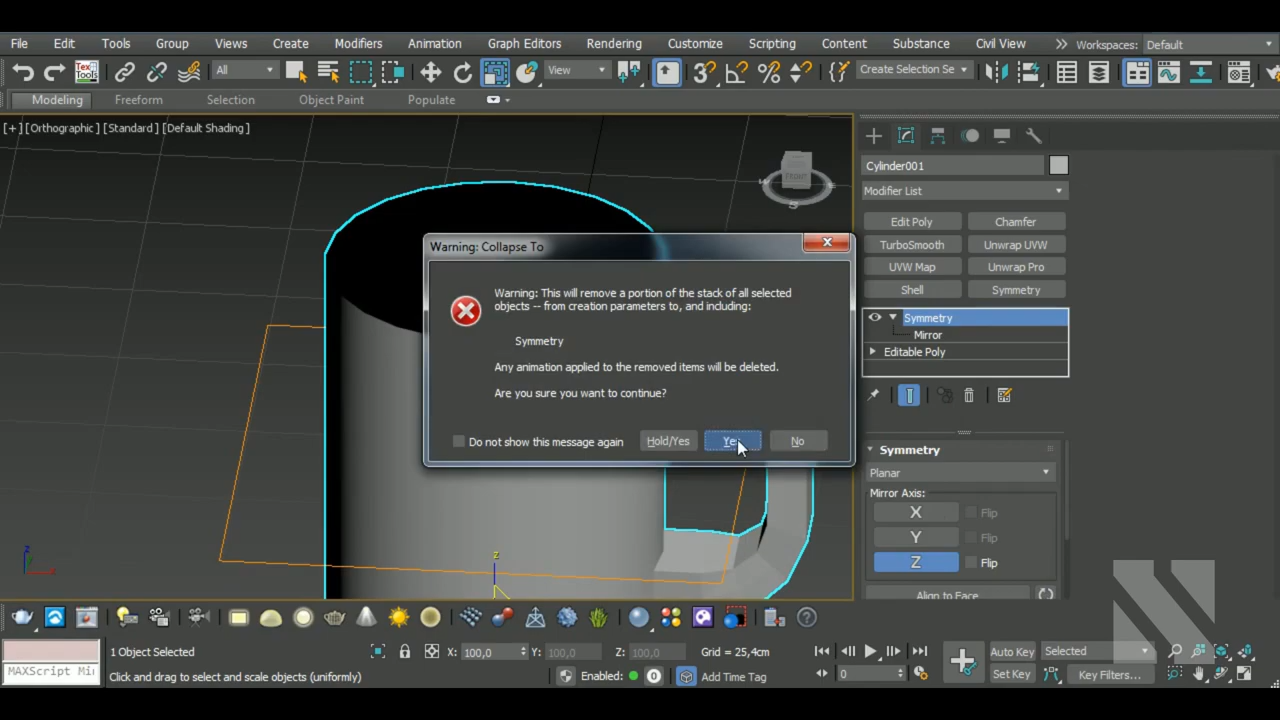 File Edit Tools Group Views Create Modifiers Animation Graph Editors Rendering Customize Scripting Content Substance Civil View Workspaces: Default
Tex Tools All View Create Selection Se
Modeling Freeform Selection Object Paint Populate
[+] [Orthographic] [Standard] [Default Shading]
FRONT
S
Cylinder001
Modifier List
Edit Poly Chamfer
TurboSmooth Unwrap UVW
UVW Map Unwrap Pro
Shell Symmetry
Symmetry
Mirror
Editable Poly
Warning: Collapse To
Warning: This will remove a portion of the stack of all selected
objects -- from creation parameters to, and including:
Symmetry
Any animation applied to the removed items will be deleted.
Are you sure you want to continue?
Do not show this message again Hold/Yes Yes No
Symmetry
Planar
Mirror Axis:
X Flip
Y Flip
Z Flip
Align to Face
z
z
x
1 Object Selected X: 100,0 Y: 100,0 Z: 100,0 Grid = 25,4cm Auto Key Selected
MAXScript Mi Click and drag to select and scale objects (uniformly) Enabled: 0 Add Time Tag 0 Set Key Key Filters...